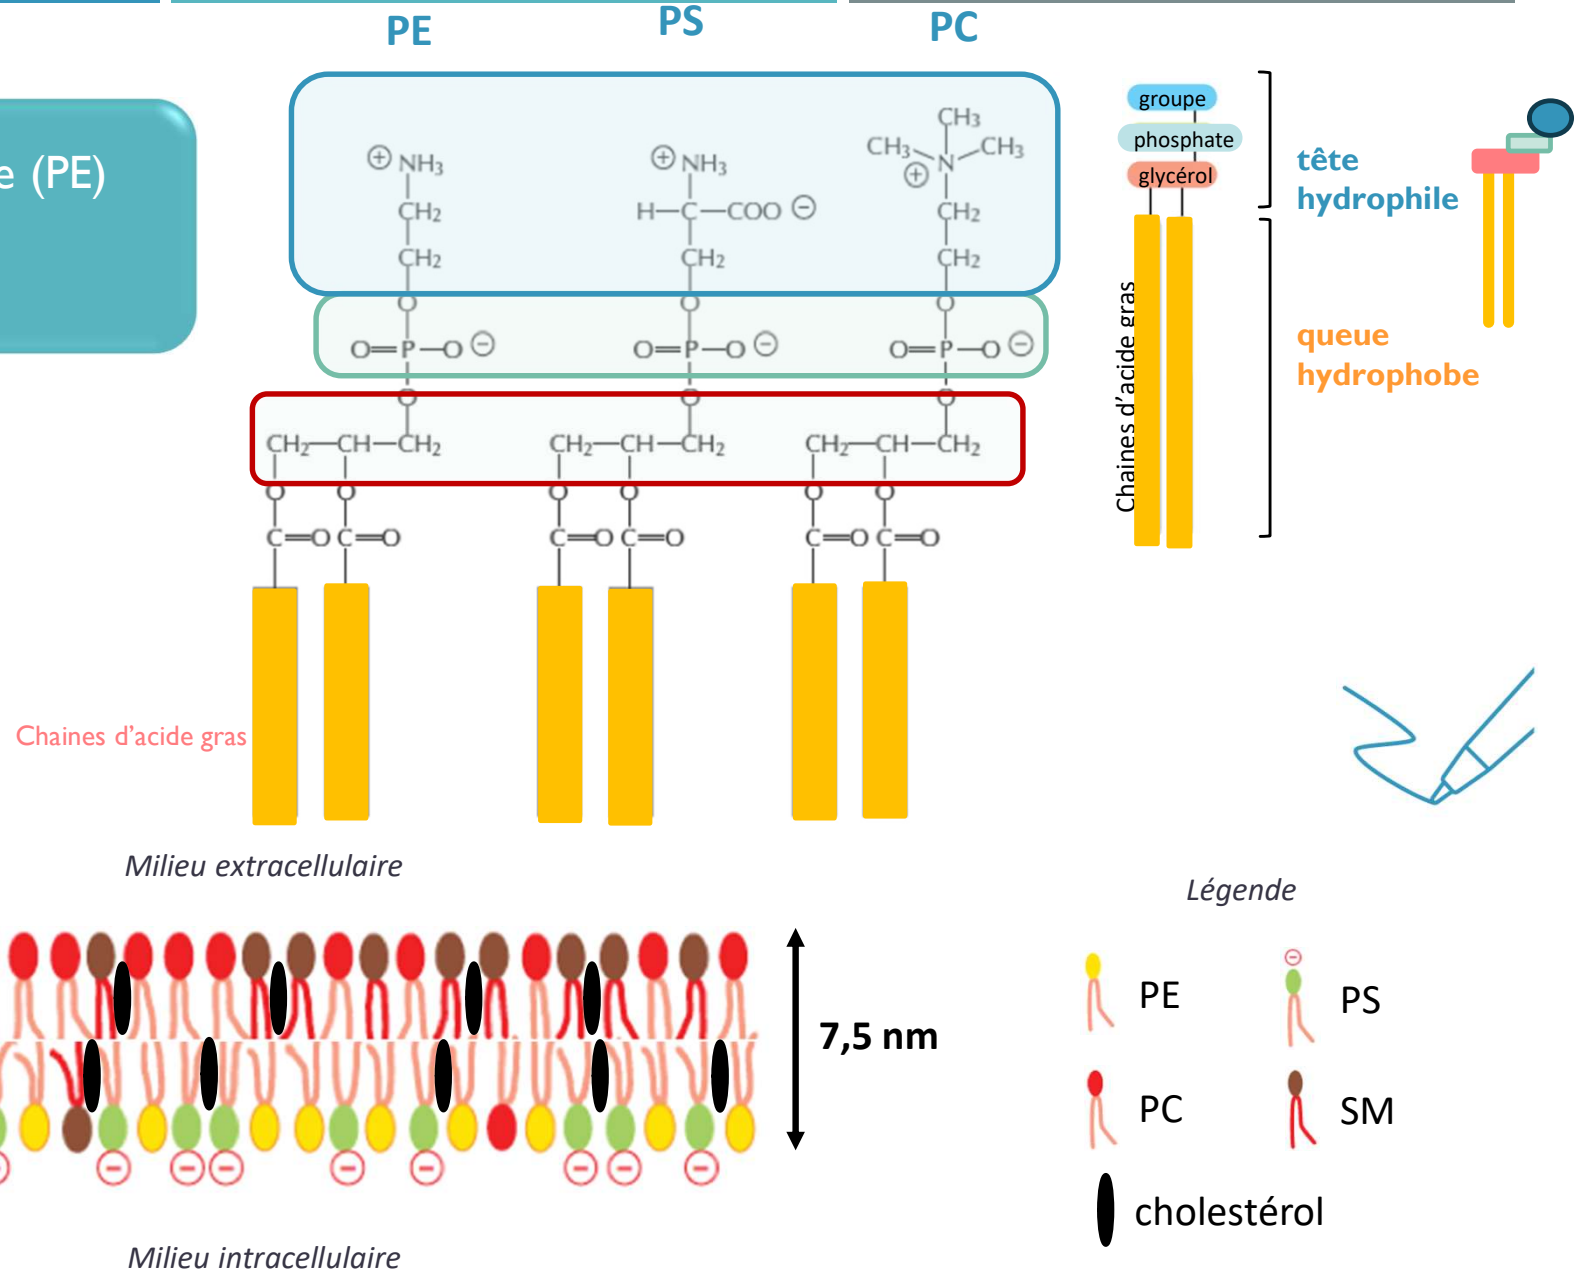 PE
PS
PC
e (PE)
CH3
CH3
N
CH3
⊕
⊕ NH3
⊕ NH3
CH2
H—C—COO ⊖
CH2
CH2
CH2
CH2
O
O
O
O=P—O ⊖
O=P—O ⊖
O=P—O ⊖
O
O
O
CH2—CH—CH2
CH2—CH—CH2
CH2—CH—CH2
O
O
O
O
O
O
C=O
C=O
C=O
C=O
C=O
C=O
groupe
phosphate
glycérol
tête
hydrophile
Chaines d’acide gras
queue
hydrophobe
Chaines d’acide gras
Milieu extracellulaire
7,5 nm
Milieu intracellulaire
Légende
PE
PS
PC
SM
cholestérol